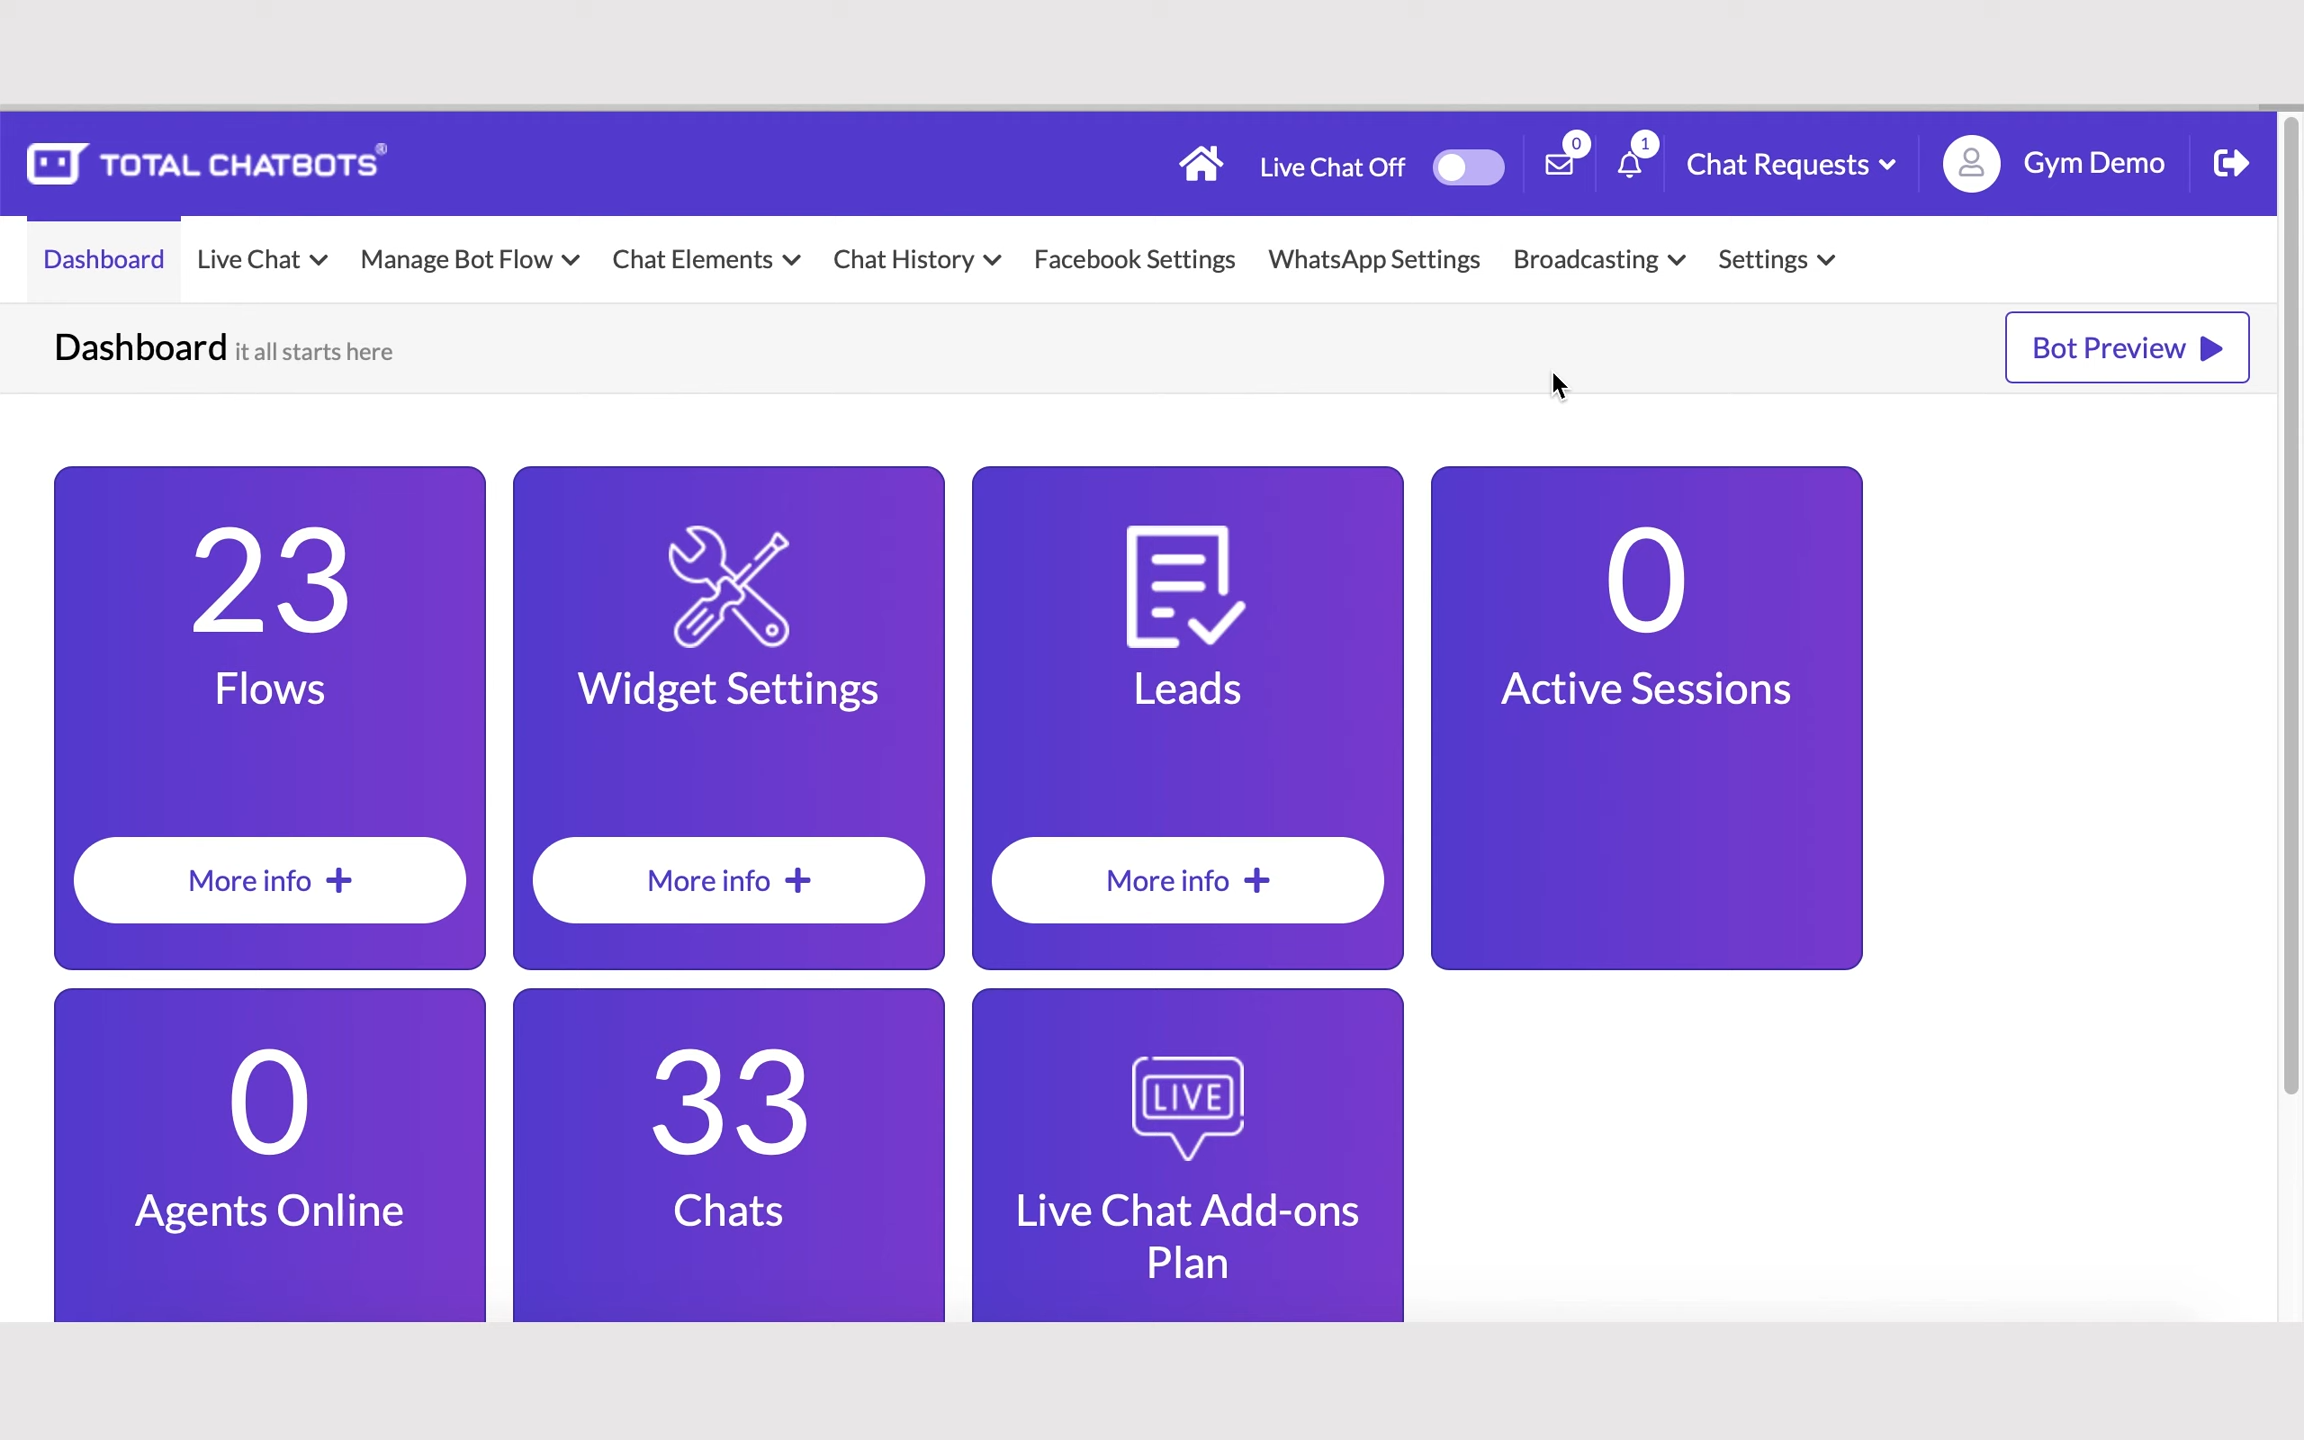 TOTAL CHATBOTS®
Live Chat Off
0
1
Chat Requests
Gym Demo
Dashboard
Live Chat
Manage Bot Flow
Chat Elements
Chat History
Facebook Settings
WhatsApp Settings
Broadcasting
Settings
Dashboard it all starts here
Bot Preview
23
Flows
More info
Widget Settings
More info
Leads
More info
0
Active Sessions
0
Agents Online
33
Chats
LIVE
Live Chat Add-ons
Plan